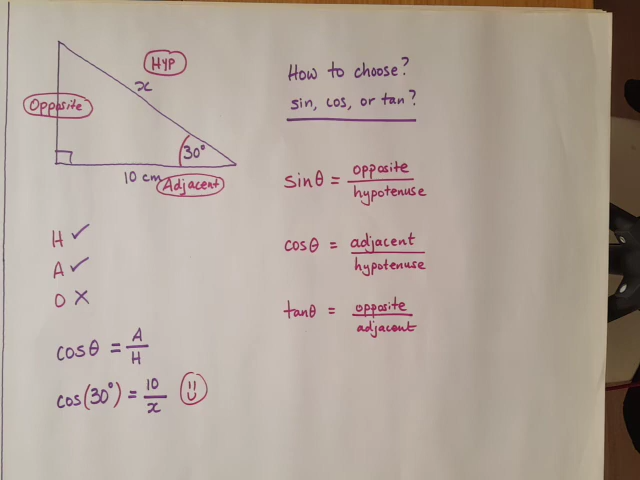 HYP
x
Opposite
30°
10 cm
Adjacent
H ✓
A ✓
O ✗
cosθ = A/H
cos(30°) = 10/x
How to choose?
sin, cos, or tan?
sinθ = opposite/hypotenuse
cosθ = adjacent/hypotenuse
tanθ = opposite/adjacent